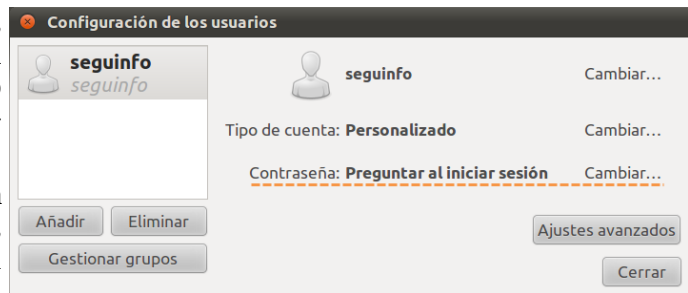 Configuración de los usuarios
seguinfo
seguinfo
seguinfo Cambiar...
Tipo de cuenta: Personalizado Cambiar...
Contraseña: Preguntar al iniciar sesión Cambiar...
Añadir Eliminar
Gestionar grupos
Ajustes avanzados
Cerrar